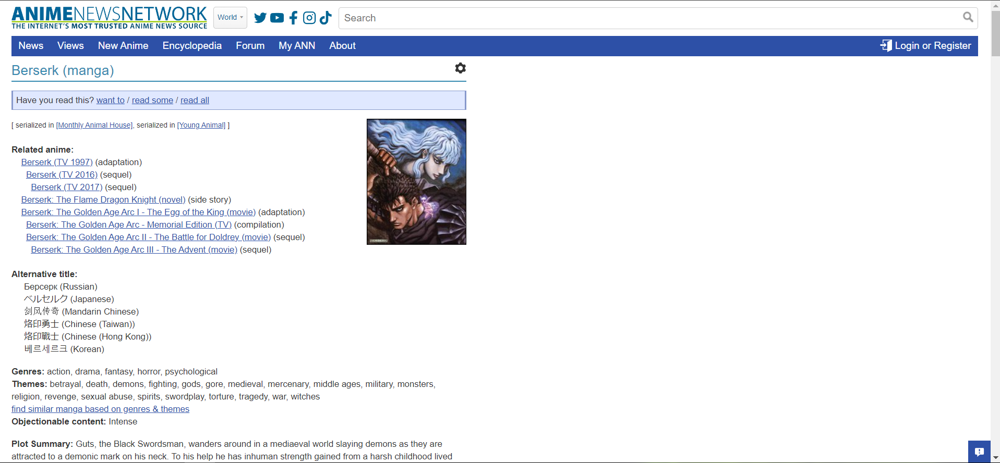 ANIMENEWSNETWORK
THE INTERNET'S MOST TRUSTED ANIME NEWS SOURCE
World
Search
News Views New Anime Encyclopedia Forum My ANN About Login or Register
Berserk (manga)
Have you read this? want to / read some / read all
[ serialized in [Monthly Animal House], serialized in [Young Animal] ]
Related anime:
Berserk (TV 1997) (adaptation)
Berserk (TV 2016) (sequel)
Berserk (TV 2017) (sequel)
Berserk: The Flame Dragon Knight (novel) (side story)
Berserk: The Golden Age Arc I - The Egg of the King (movie) (adaptation)
Berserk: The Golden Age Arc - Memorial Edition (TV) (compilation)
Berserk: The Golden Age Arc II - The Battle for Doldrey (movie) (sequel)
Berserk: The Golden Age Arc III - The Advent (movie) (sequel)
Alternative title:
Берсерк (Russian)
ベルセルク (Japanese)
剑风传奇 (Mandarin Chinese)
烙印勇士 (Chinese (Taiwan))
烙印戰士 (Chinese (Hong Kong))
베르세르크 (Korean)
Genres: action, drama, fantasy, horror, psychological
Themes: betrayal, death, demons, fighting, gods, gore, medieval, mercenary, middle ages, military, monsters,
religion, revenge, sexual abuse, spirits, swordplay, torture, tragedy, war, witches
find similar manga based on genres & themes
Objectionable content: Intense
Plot Summary: Guts, the Black Swordsman, wanders around in a mediaeval world slaying demons as they are
attracted to a demonic mark on his neck. To his help he has inhuman strength gained from a harsh childhood lived